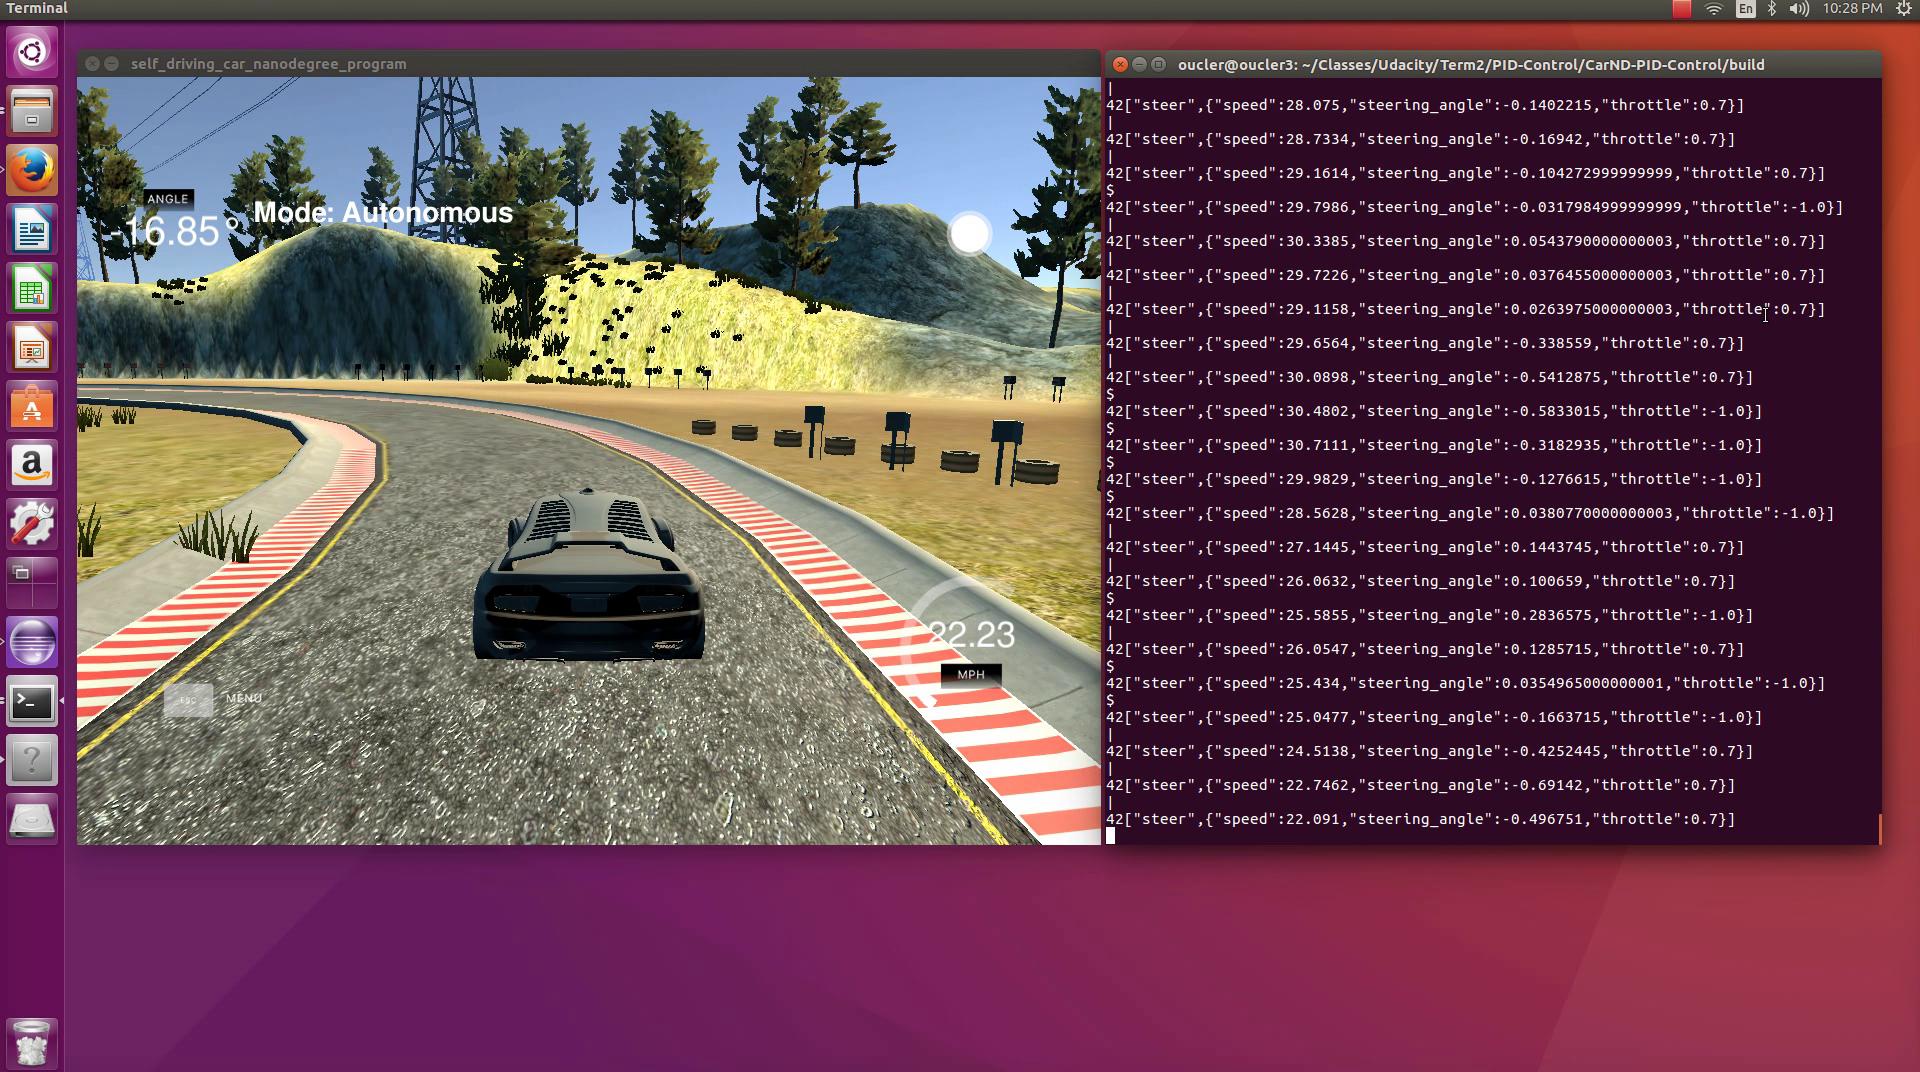 Terminal
En
10:28 PM
self_driving_car_nanodegree_program
ANGLE
-16.85°
Mode: Autonomous
22.23
MPH
ESC
MENU
a
?
oucler@oucler3: ~/Classes/Udacity/Term2/PID-Control/CarND-PID-Control/build
|
42["steer",{"speed":28.075,"steering_angle":-0.1402215,"throttle":0.7}]
|
42["steer",{"speed":28.7334,"steering_angle":-0.16942,"throttle":0.7}]
|
42["steer",{"speed":29.1614,"steering_angle":-0.104272999999999,"throttle":0.7}]
$
42["steer",{"speed":29.7986,"steering_angle":-0.0317984999999999,"throttle":-1.0}]
|
42["steer",{"speed":30.3385,"steering_angle":0.0543790000000003,"throttle":0.7}]
|
42["steer",{"speed":29.7226,"steering_angle":0.0376455000000003,"throttle":0.7}]
|
42["steer",{"speed":29.1158,"steering_angle":0.0263975000000003,"throttle":0.7}]
|
42["steer",{"speed":29.6564,"steering_angle":-0.338559,"throttle":0.7}]
|
42["steer",{"speed":30.0898,"steering_angle":-0.5412875,"throttle":0.7}]
$
42["steer",{"speed":30.4802,"steering_angle":-0.5833015,"throttle":-1.0}]
$
42["steer",{"speed":30.7111,"steering_angle":-0.3182935,"throttle":-1.0}]
$
42["steer",{"speed":29.9829,"steering_angle":-0.1276615,"throttle":-1.0}]
$
42["steer",{"speed":28.5628,"steering_angle":0.0380770000000003,"throttle":-1.0}]
|
42["steer",{"speed":27.1445,"steering_angle":0.1443745,"throttle":0.7}]
|
42["steer",{"speed":26.0632,"steering_angle":0.100659,"throttle":0.7}]
$
42["steer",{"speed":25.5855,"steering_angle":0.2836575,"throttle":-1.0}]
|
42["steer",{"speed":26.0547,"steering_angle":0.1285715,"throttle":0.7}]
$
42["steer",{"speed":25.434,"steering_angle":0.0354965000000001,"throttle":-1.0}]
$
42["steer",{"speed":25.0477,"steering_angle":-0.1663715,"throttle":-1.0}]
|
42["steer",{"speed":24.5138,"steering_angle":-0.4252445,"throttle":0.7}]
|
42["steer",{"speed":22.7462,"steering_angle":-0.69142,"throttle":0.7}]
|
42["steer",{"speed":22.091,"steering_angle":-0.496751,"throttle":0.7}]